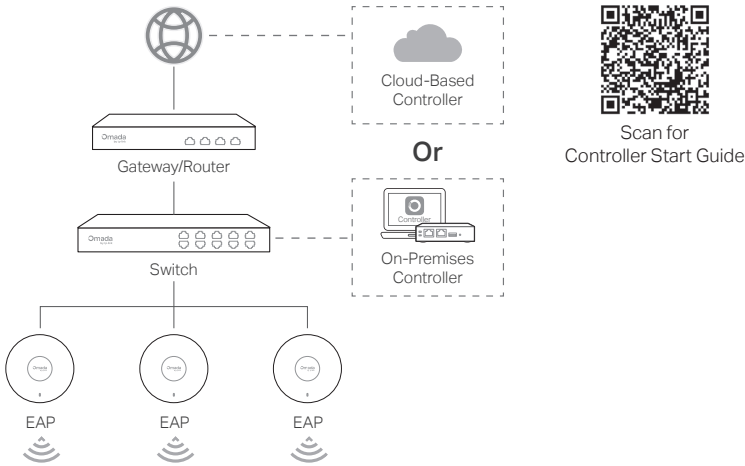 Cloud-Based
Controller
Omada
Gateway/Router
Or
Scan for
Controller Start Guide
Omada
Switch
Controller
On-Premises
Controller
Omada
Omada
Omada
EAP
EAP
EAP